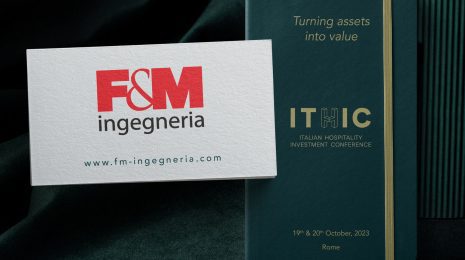 F&M
ingegneria
www.fm-ingegneria.com
Turning assets
into value
ITHIC
ITALIAN HOSPITALITY
INVESTMENT CONFERENCE
19th & 20th October, 2023
Rome